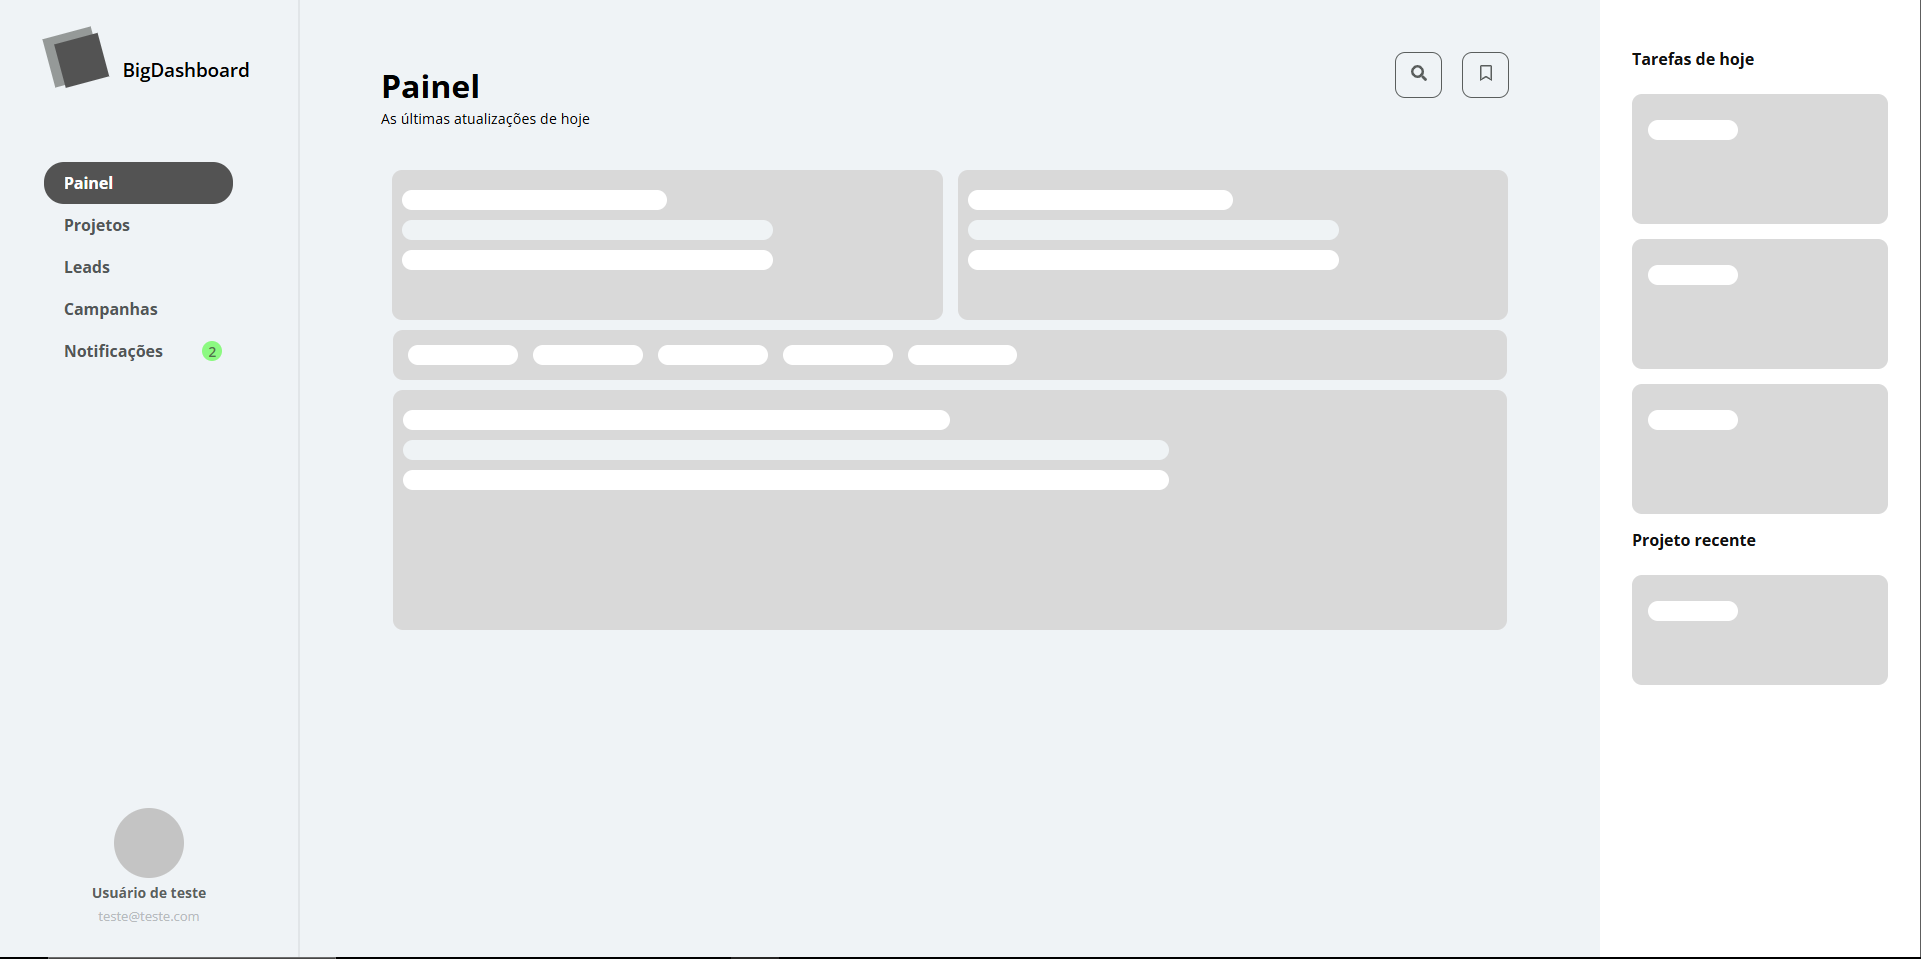 BigDashboard
Painel
Projetos
Leads
Campanhas
Notificações 2
Usuário de teste
teste@teste.com
Painel
As últimas atualizações de hoje
Tarefas de hoje
Projeto recente